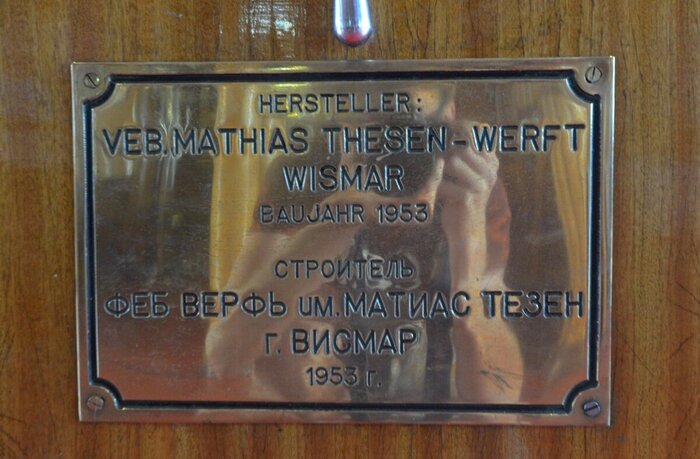 HERSTELLER:
VEB.MATHIAS THESEN-WERFT
WISMAR
BAUJAHR 1953
СТРОИТЕЛЬ
ФЕБ ВЕРФЬ им. МАТИАС ТЕЗЕН
г. ВИСМАР
1953 г.